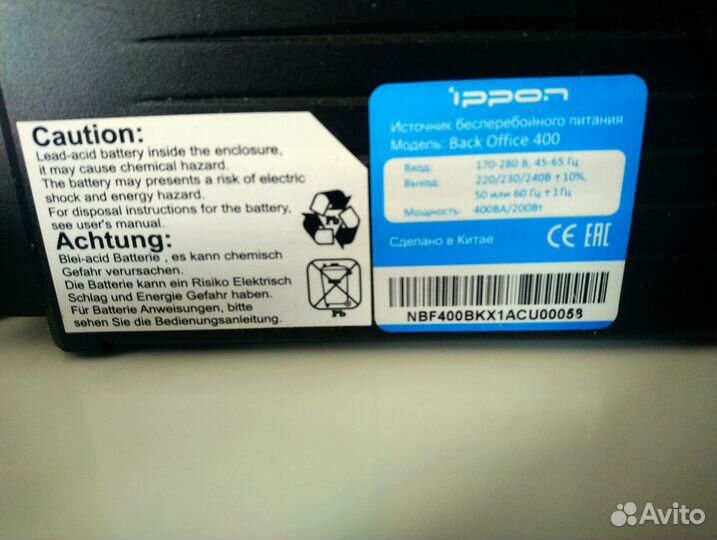 Caution:
Lead-acid battery inside the enclosure,
it may cause chemical hazard.
The battery may presents a risk of electric
shock and energy hazard.
For disposal instructions for the battery,
see user's manual.
Achtung:
Blei-acid Batterie , es kann chemisch
Gefahr verursachen.
Die Batterie kann ein Risiko Elektrisch
Schlag und Energie Gefahr haben.
Für Batterie Anweisungen, bitte
sehen Sie die Bedienungsanleitung.
Pb
Pb
ippon
Источник бесперебойного питания
Модель: Back Office 400
Вход: 170-280 В, 45-65 Гц
Выход: 220/230/240В †10%,
50 или 60 Гц †1Гц
Мощность: 400ВА/200Вт
Сделано в Китае
CE EAC
NBF400BKX1ACU00058
Avito